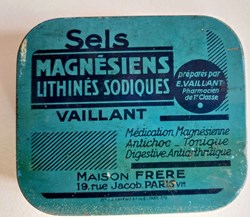 Sels
MAGNÉSIENS
LITHINÉS SODIQUES
VAILLANT
préparés par
E. VAILLANT
Pharmacien
de 1re Classe
Médication Magnésienne
Antichoc - Tonique
Digestive. Antiarthritique
MAISON FRERE
19, rue Jacob. PARIS VIe